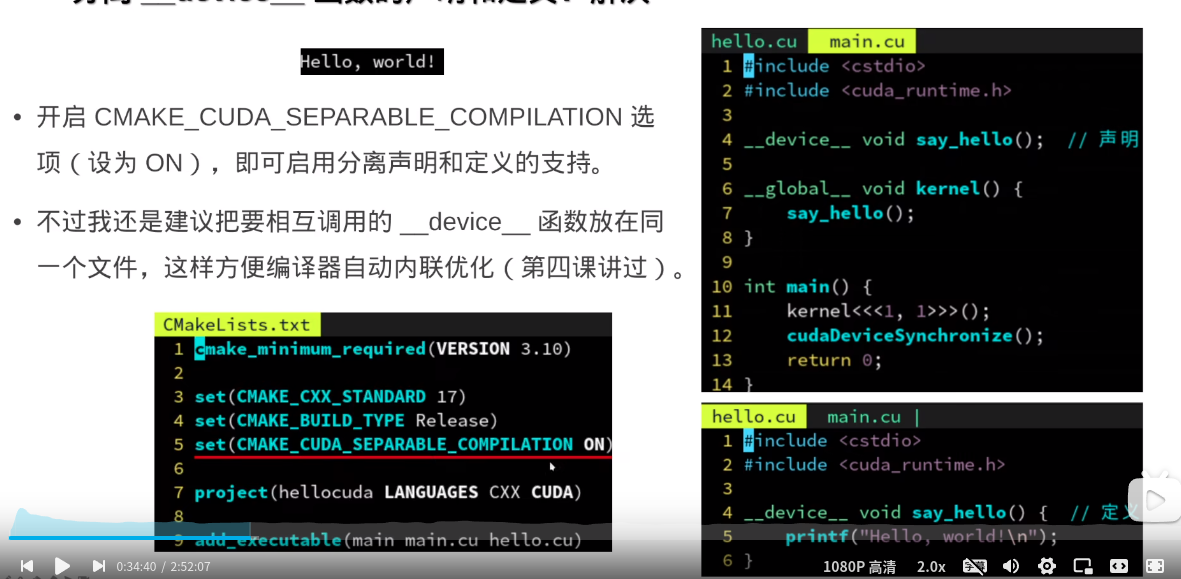 __device__
Hello, world!
• 开启 CMAKE_CUDA_SEPARABLE_COMPILATION 选
项（设为 ON），即可启用分离声明和定义的支持。
• 不过我还是建议把要相互调用的 __device__ 函数放在同
一个文件，这样方便编译器自动内联优化（第四课讲过）。
CMakeLists.txt
1 cmake_minimum_required(VERSION 3.10)
2
3 set(CMAKE_CXX_STANDARD 17)
4 set(CMAKE_BUILD_TYPE Release)
5 set(CMAKE_CUDA_SEPARABLE_COMPILATION ON)
6
7 project(hellocuda LANGUAGES CXX CUDA)
8
9 add_executable(main main.cu hello.cu)
hello.cu main.cu
1 #include <cstdio>
2 #include <cuda_runtime.h>
3
4 __device__ void say_hello(); // 声明
5
6 __global__ void kernel() {
7 say_hello();
8 }
9
10 int main() {
11 kernel<<<1, 1>>>();
12 cudaDeviceSynchronize();
13 return 0;
14 }
hello.cu main.cu |
1 #include <cstdio>
2 #include <cuda_runtime.h>
3
4 __device__ void say_hello() { // 定义
5 printf("Hello, world!\n");
6 }
0:34:40 / 2:52:07
1080P 高清 2.0x